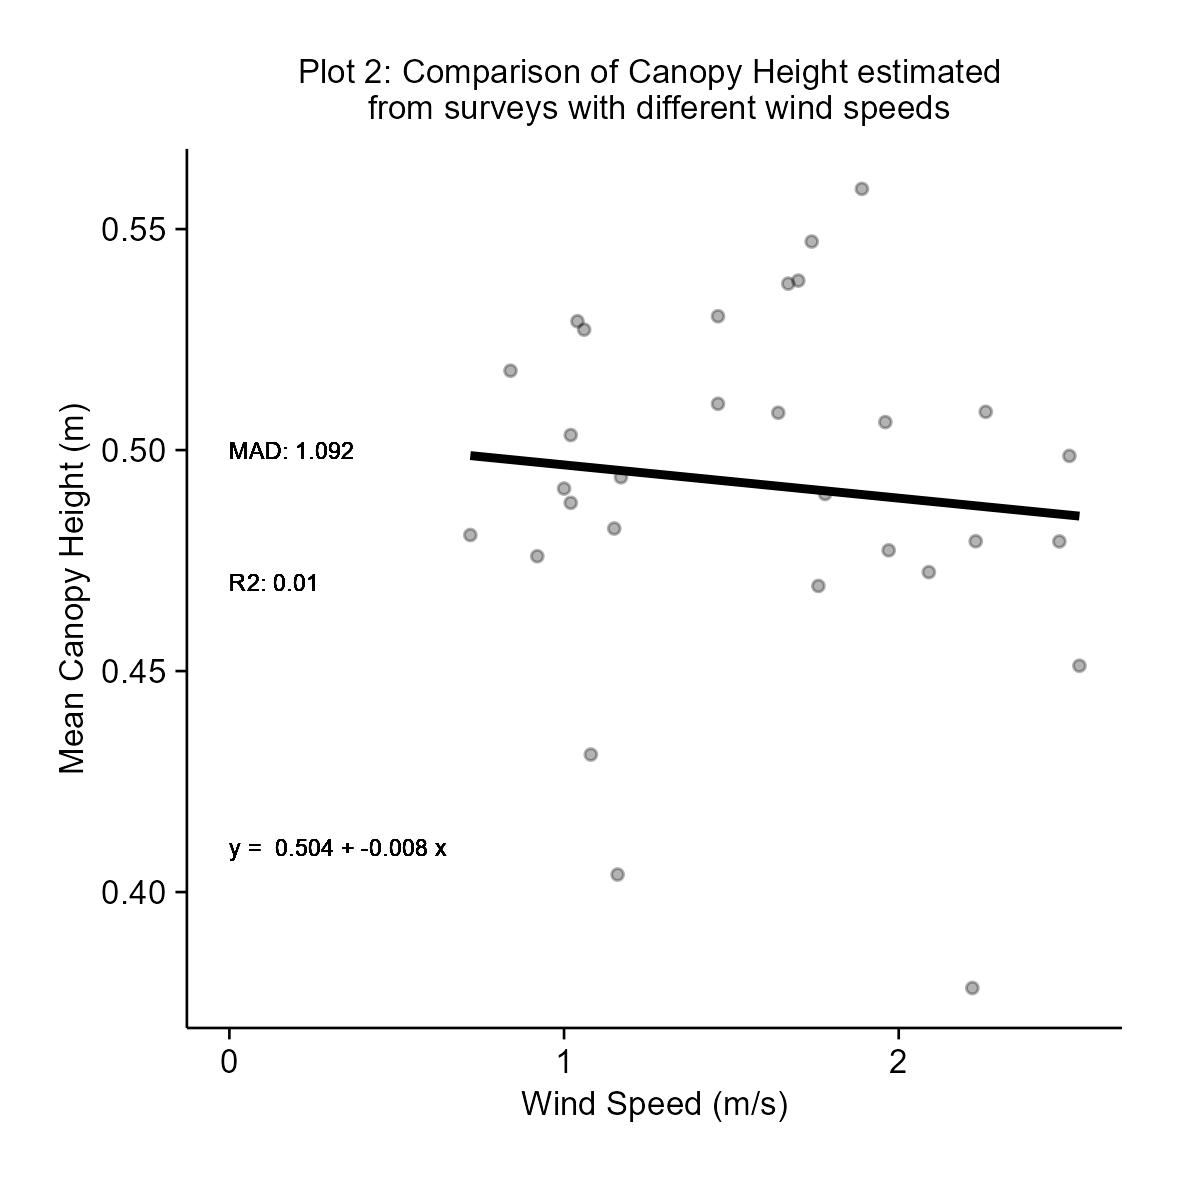 Plot 2: Comparison of Canopy Height estimated
from surveys with different wind speeds
0.55
0.50
0.45
0.40
Mean Canopy Height (m)
MAD: 1.092
R2: 0.01
y =  0.504 + -0.008 x
0
1
2
Wind Speed (m/s)